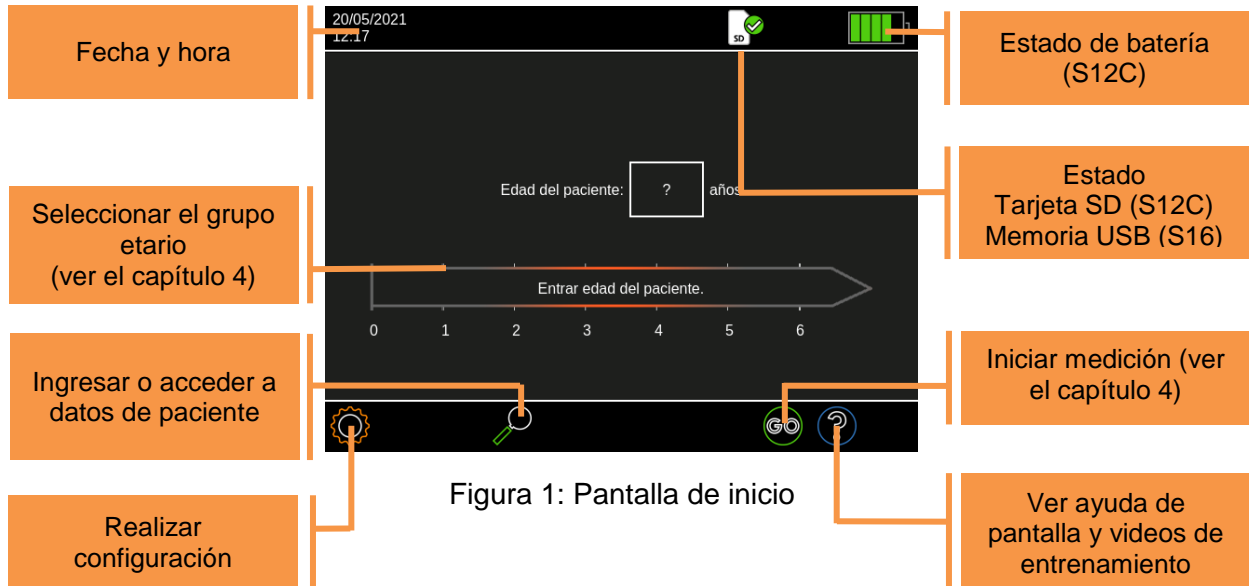 Fecha y hora
20/05/2021
12:17
SD
Estado de batería
(S12C)
Estado
Tarjeta SD (S12C)
Memoria USB (S16)
Edad del paciente:
?
años
Seleccionar el grupo
etario
(ver el capítulo 4)
Entrar edad del paciente.
0 1 2 3 4 5 6
Ingresar o acceder a
datos de paciente
Iniciar medición (ver
el capítulo 4)
GO
?
Figura 1: Pantalla de inicio
Realizar
configuración
Ver ayuda de
pantalla y videos de
entrenamiento